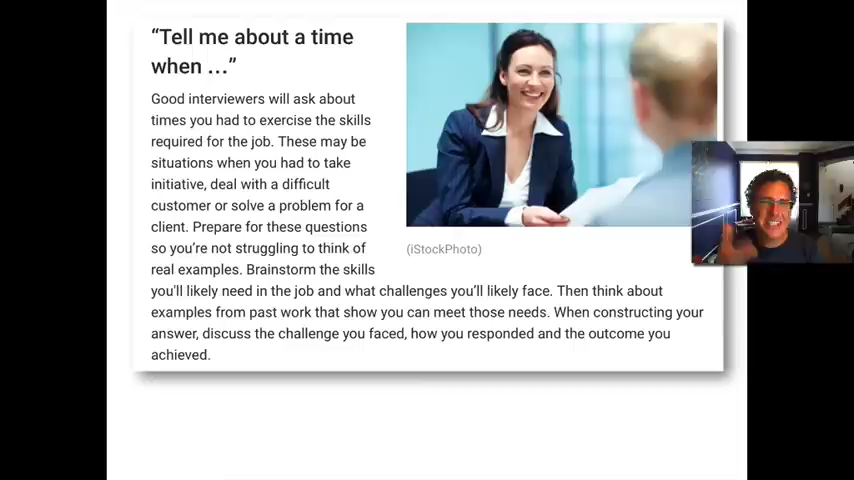 “Tell me about a time
when ...”
Good interviewers will ask about
times you had to exercise the skills
required for the job. These may be
situations when you had to take
initiative, deal with a difficult
customer or solve a problem for a
client. Prepare for these questions
so you’re not struggling to think of
real examples. Brainstorm the skills
you'll likely need in the job and what challenges you’ll likely face. Then think about
examples from past work that show you can meet those needs. When constructing your
answer, discuss the challenge you faced, how you responded and the outcome you
achieved.
(iStockPhoto)